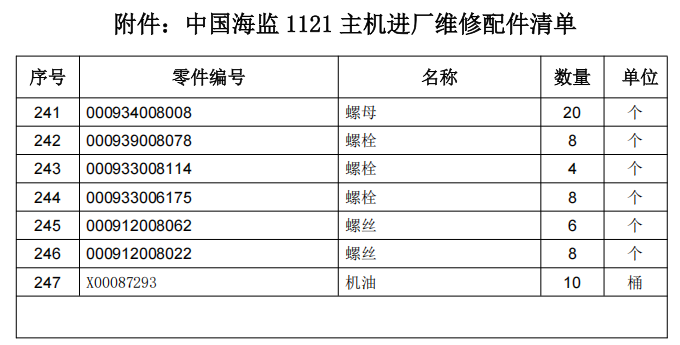 附件：中国海监 1121 主机进厂维修配件清单
序号 零件编号 名称 数量 单位
241 000934008008 螺母 20 个
242 000939008078 螺栓 8 个
243 000933008114 螺栓 4 个
244 000933006175 螺栓 8 个
245 000912008062 螺丝 6 个
246 000912008022 螺丝 8 个
247 X00087293 机油 10 桶